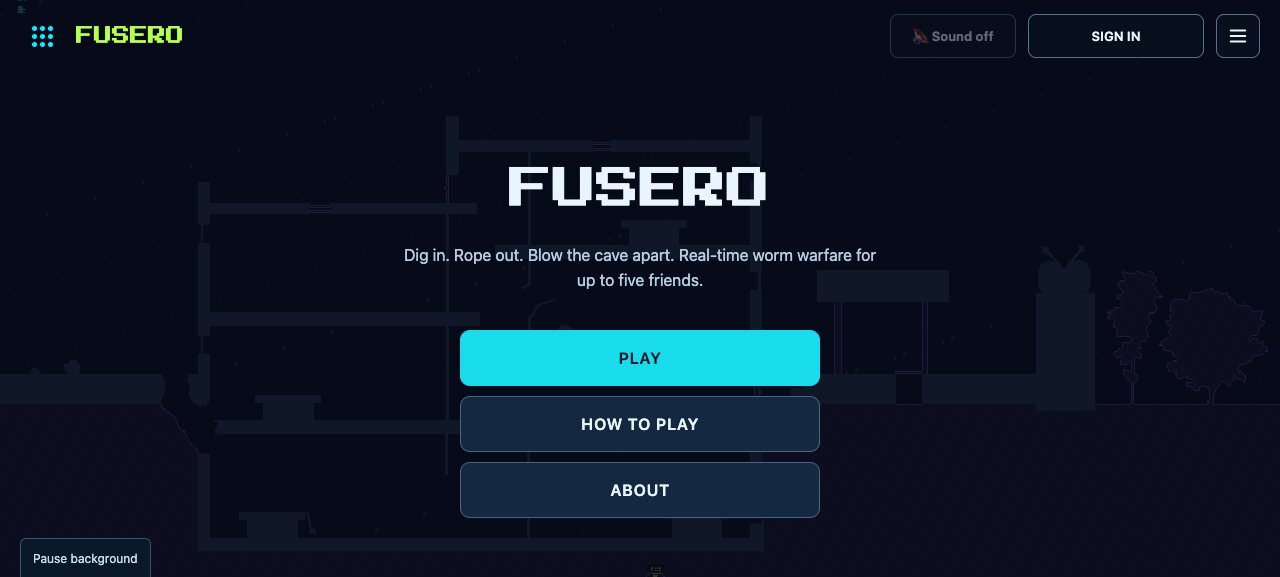 FUSERO
Sound off
SIGN IN
FUSERO
Dig in. Rope out. Blow the cave apart. Real-time worm warfare for
up to five friends.
PLAY
HOW TO PLAY
ABOUT
Pause background